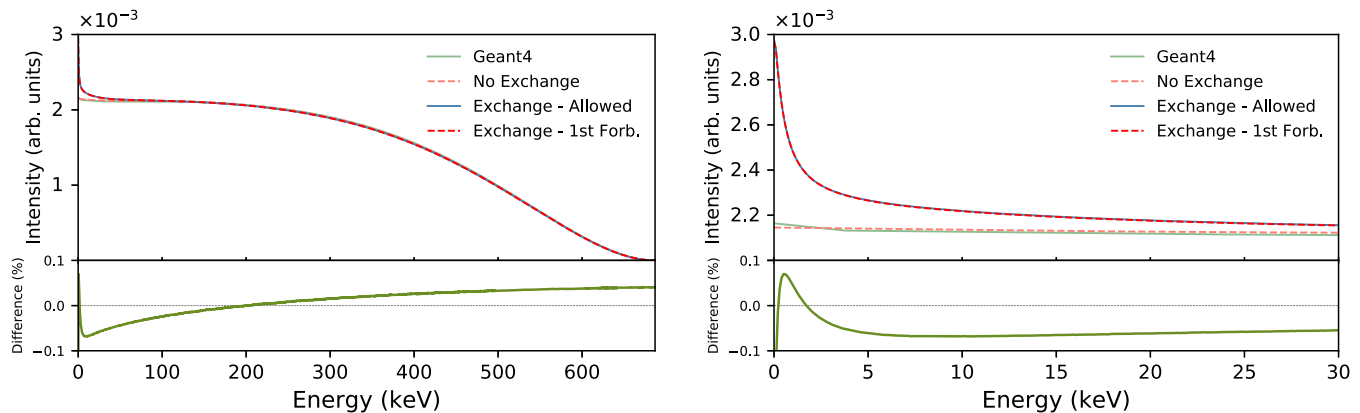 ×10⁻³
3
2
1
0.1
0.0
−0.1
Intensity (arb. units)
Difference (%)
Geant4
No Exchange
Exchange - Allowed
Exchange - 1st Forb.
0
100
200
300
400
500
600
Energy (keV)
×10⁻³
3.0
2.8
2.6
2.4
2.2
0.1
0.0
−0.1
Intensity (arb. units)
Difference (%)
Geant4
No Exchange
Exchange - Allowed
Exchange - 1st Forb.
0
5
10
15
20
25
30
Energy (keV)